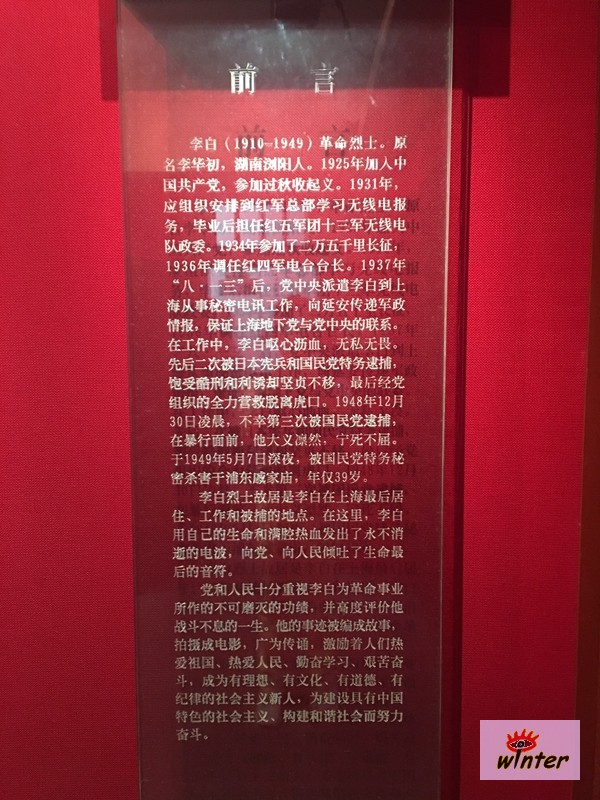 前 言
李白（1910-1949）革命烈士。原
名李华初，湖南浏阳人。1925年加入中
国共产党，参加过秋收起义。1931年，
应组织安排到红军总部学习无线电报
务，毕业后担任红五军团十三军无线电
队政委。1934年参加了二万五千里长征，
1936年调任红四军电台台长。1937年
“八·一三”后，党中央派遣李白到上
海从事秘密电讯工作，向延安传递军政
情报，保证上海地下党与党中央的联系。
在工作中，李白呕心沥血，无私无畏。
先后二次被日本宪兵和国民党特务逮捕，
饱受酷刑和利诱却坚贞不移，最后经党
组织的全力营救脱离虎口。1948年12月
30日凌晨，不幸第三次被国民党逮捕，
在暴行面前，他大义凛然，宁死不屈。
于1949年5月7日深夜，被国民党特务秘
密杀害于浦东戚家庙，年仅39岁。
李白烈士故居是李白在上海最后居
住、工作和被捕的地点。在这里，李白
用自己的生命和满腔热血发出了永不消
逝的电波，向党、向人民倾吐了生命最
后的音符。
党和人民十分重视李白为革命事业
所作的不可磨灭的功绩，并高度评价他
战斗不息的一生。他的事迹被编成故事，
拍摄成电影，广为传诵，激励着人们热
爱祖国、热爱人民、勤奋学习、艰苦奋
斗，成为有理想、有文化、有道德、有
纪律的社会主义新人，为建设具有中国
特色的社会主义、构建和谐社会而努力
奋斗。
winter